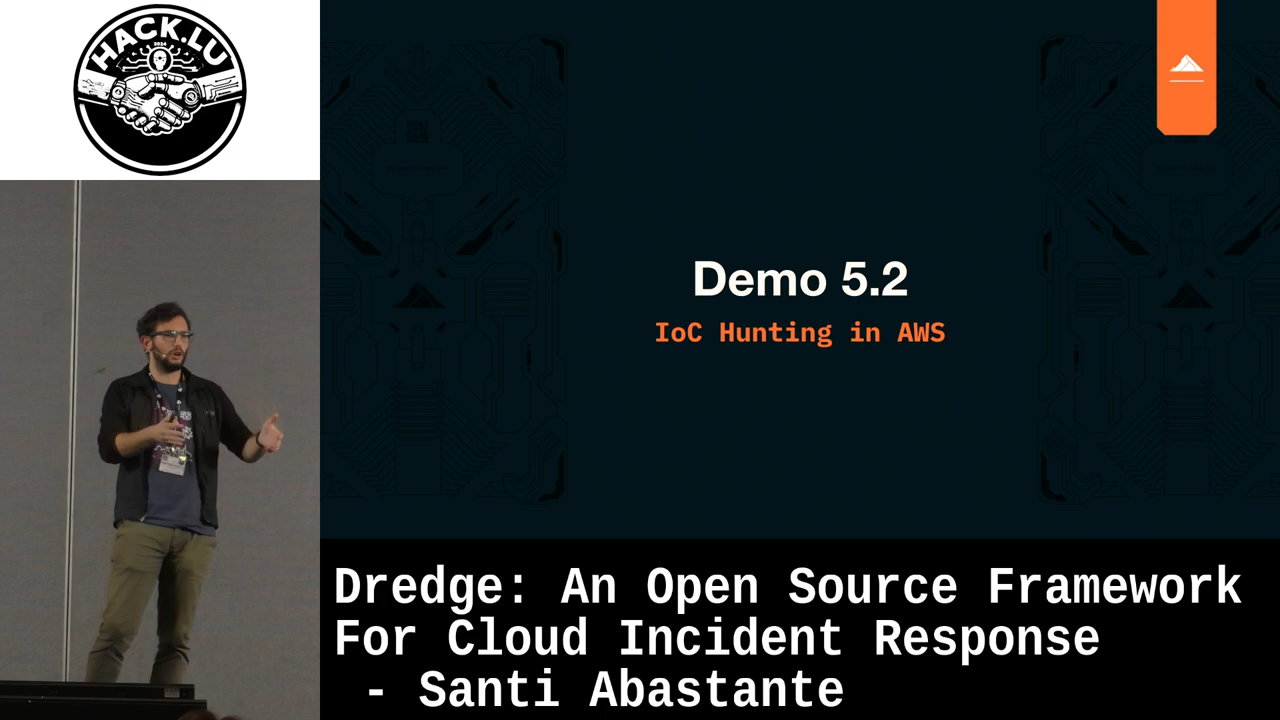 HACK.LU
Demo 5.2
IoC Hunting in AWS
Dredge: An Open Source Framework
For Cloud Incident Response
- Santi Abastante